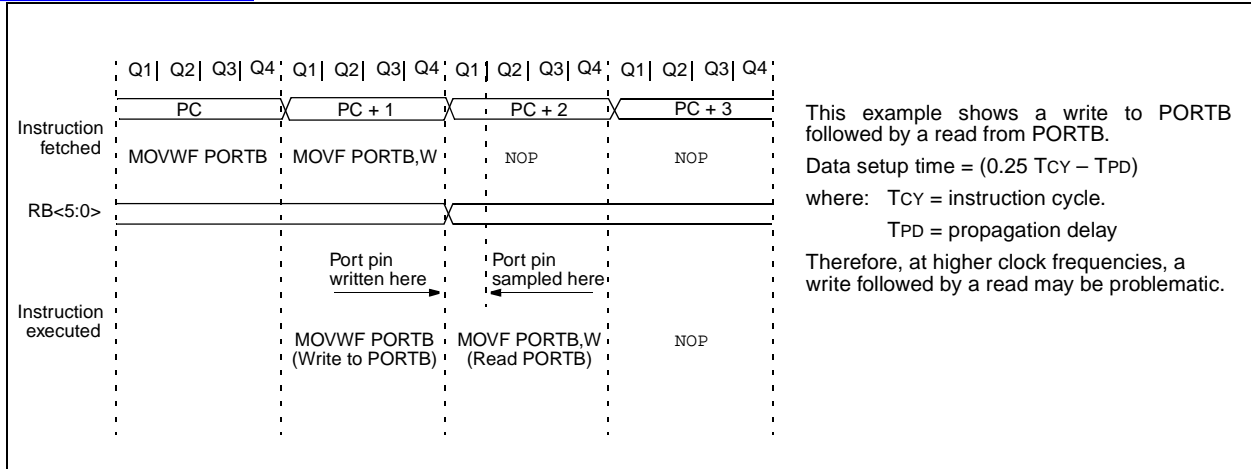 Q1| Q2| Q3| Q4 Q1| Q2| Q3| Q4 Q1| Q2| Q3| Q4 Q1| Q2| Q3| Q4
PC PC + 1 PC + 2 PC + 3
Instruction
fetched
MOVWF PORTB MOVF PORTB,W NOP NOP
RB<5:0>
Port pin
written here
Port pin
sampled here
Instruction
executed
MOVWF PORTB
(Write to PORTB)
MOVF PORTB,W
(Read PORTB)
NOP
This example shows a write to PORTB
followed by a read from PORTB.
Data setup time = (0.25 TCY – TPD)
where: TCY = instruction cycle.
TPD = propagation delay
Therefore, at higher clock frequencies, a
write followed by a read may be problematic.